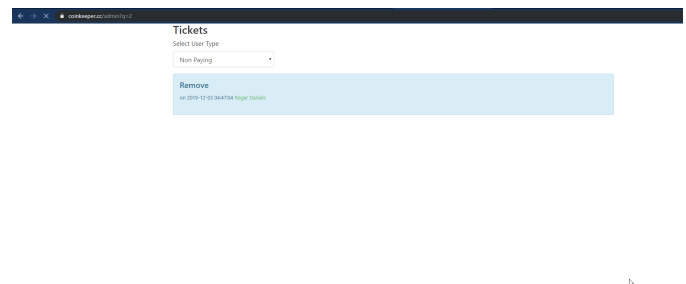 coinkeeper.cc/admin?q=2
Tickets
Select User Type
Non Paying
Remove
on 2019-12-03 04:47:04 Roger Daniels